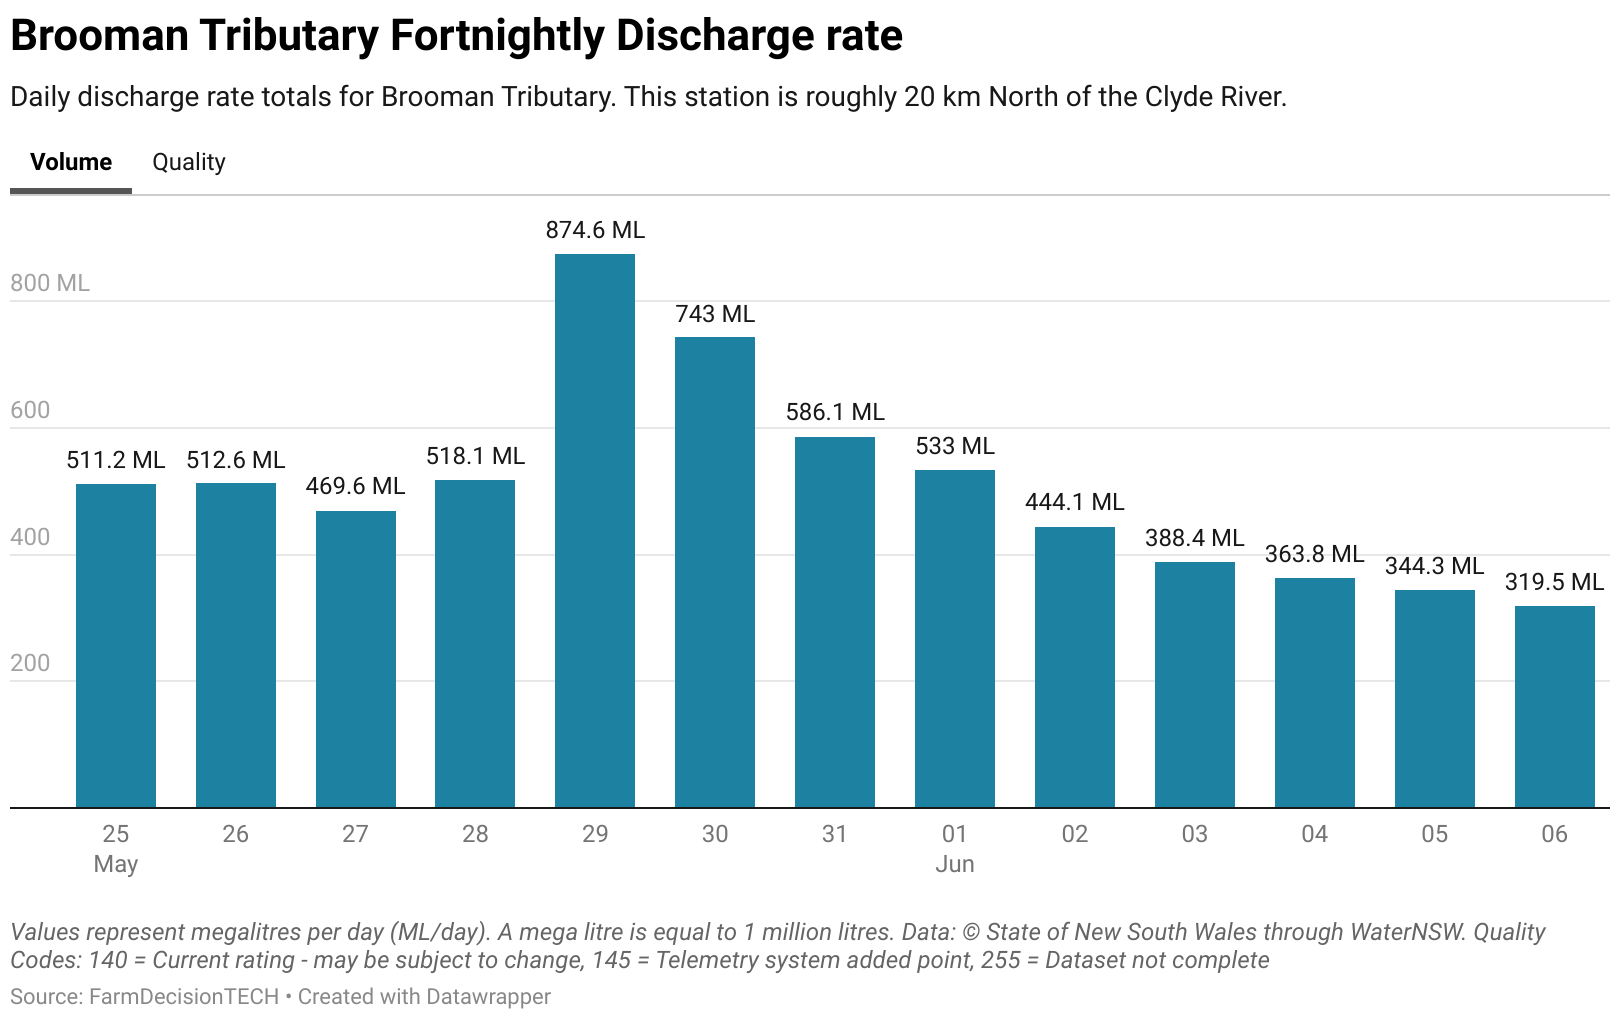 Brooman Tributary Fortnightly Discharge rate
Daily discharge rate totals for Brooman Tributary. This station is roughly 20 km North of the Clyde River.
Volume Quality
874.6 ML
800 ML
743 ML
600
586.1 ML
533 ML
511.2 ML 512.6 ML 518.1 ML
469.6 ML
444.1 ML
400
388.4 ML
363.8 ML
344.3 ML
319.5 ML
200
25 26 27 28 29 30 31 01 02 03 04 05 06
May Jun
Values represent megalitres per day (ML/day). A mega litre is equal to 1 million litres. Data: © State of New South Wales through WaterNSW. Quality
Codes: 140 = Current rating - may be subject to change, 145 = Telemetry system added point, 255 = Dataset not complete
Source: FarmDecisionTECH • Created with Datawrapper